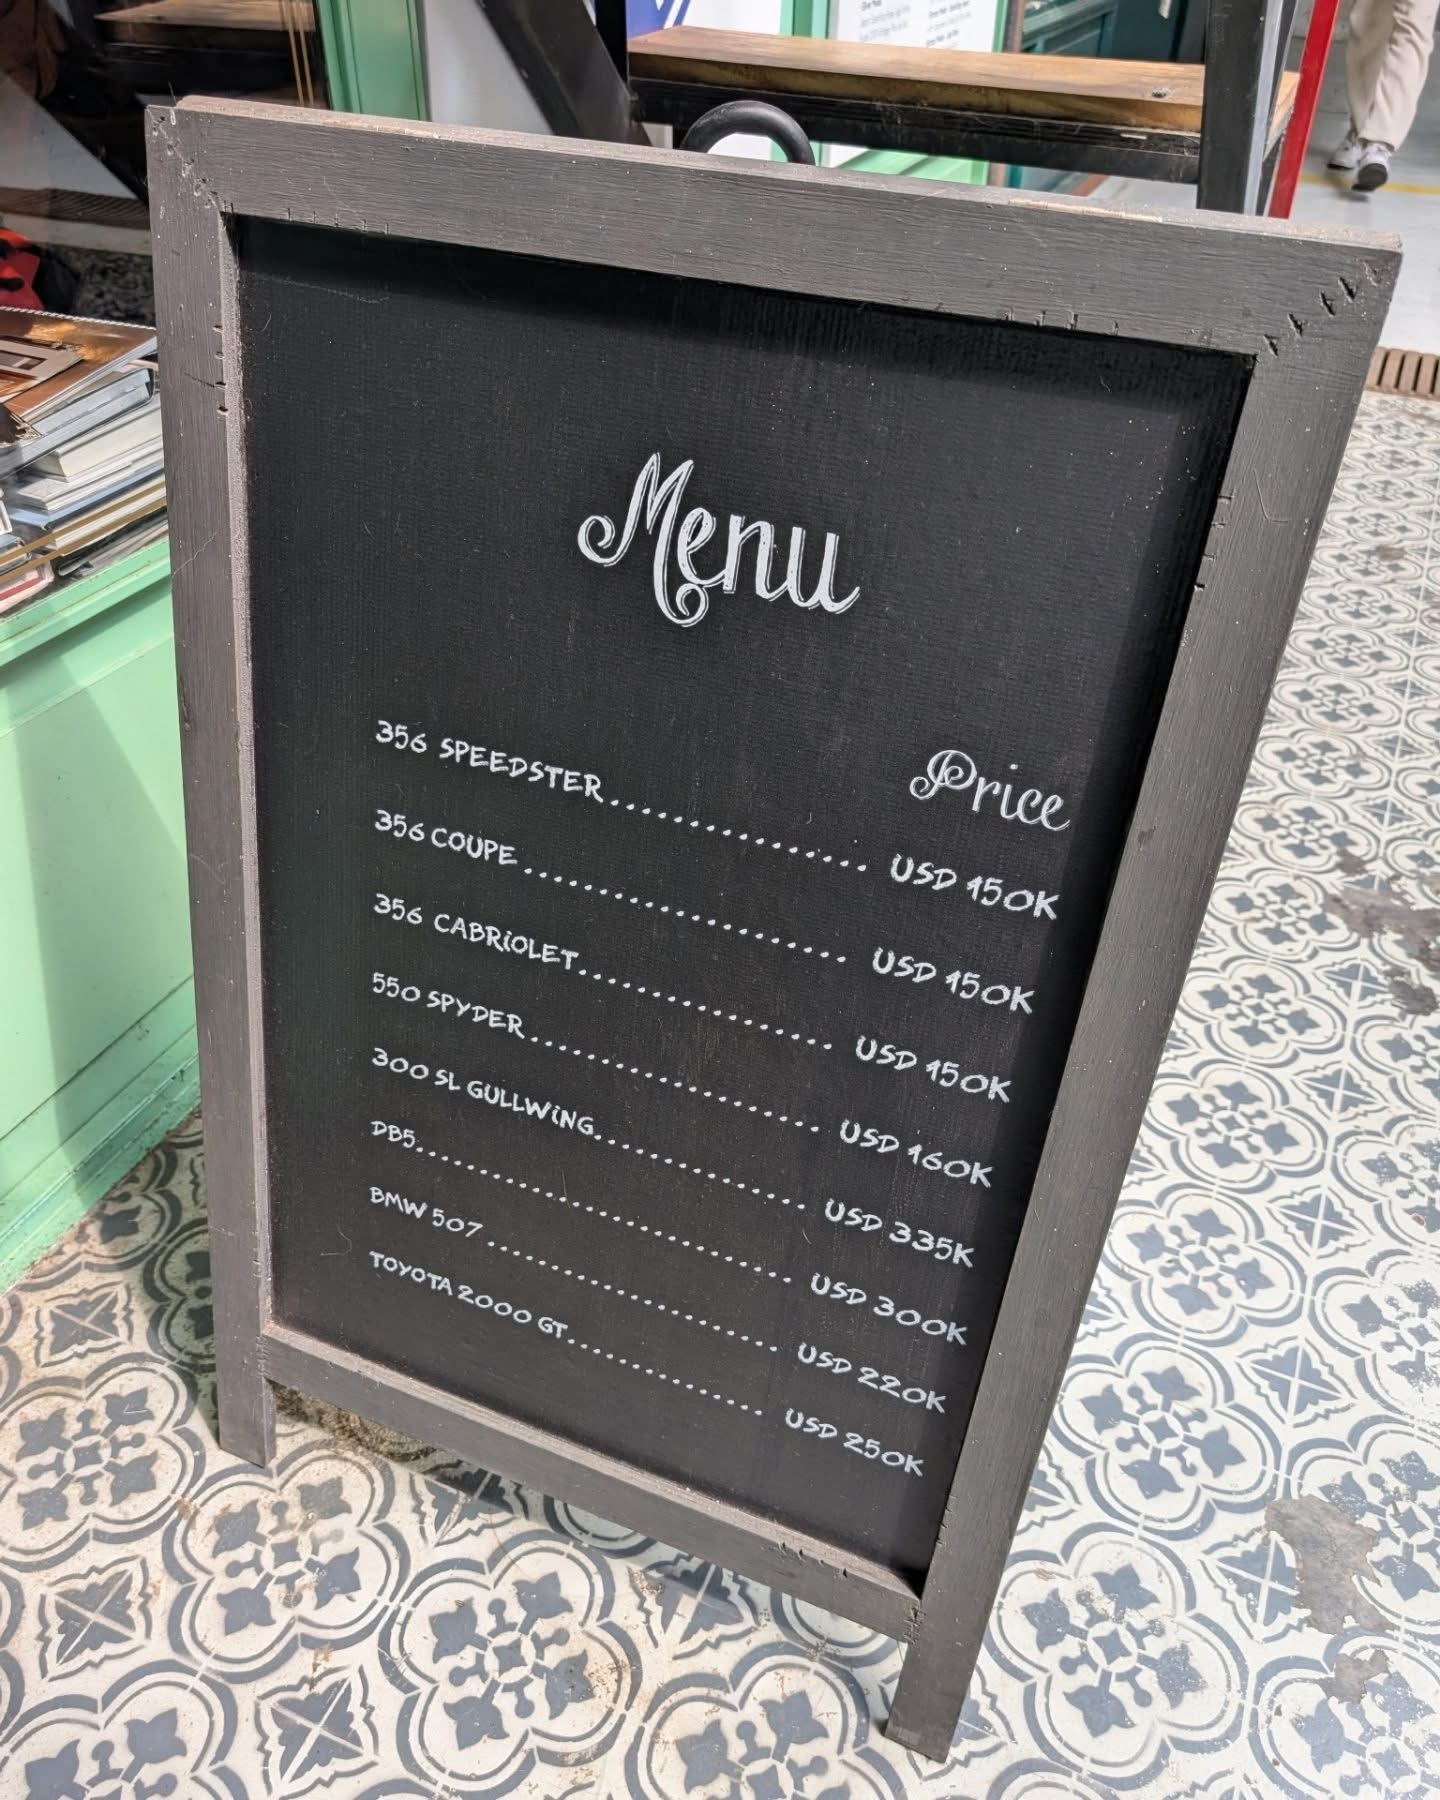 Menu
Price
356 SPEEDSTER.................... USD 150K
356 COUPE ......................... USD 150K
356 CABRiOLET.................... USD 150K
550 SPYDER....................... USD 160K
300 SL GULLWiNG................. USD 335K
DB5................................ USD 300K
BMW 507 ......................... USD 220K
TOYOTA 2000 GT................. USD 250K